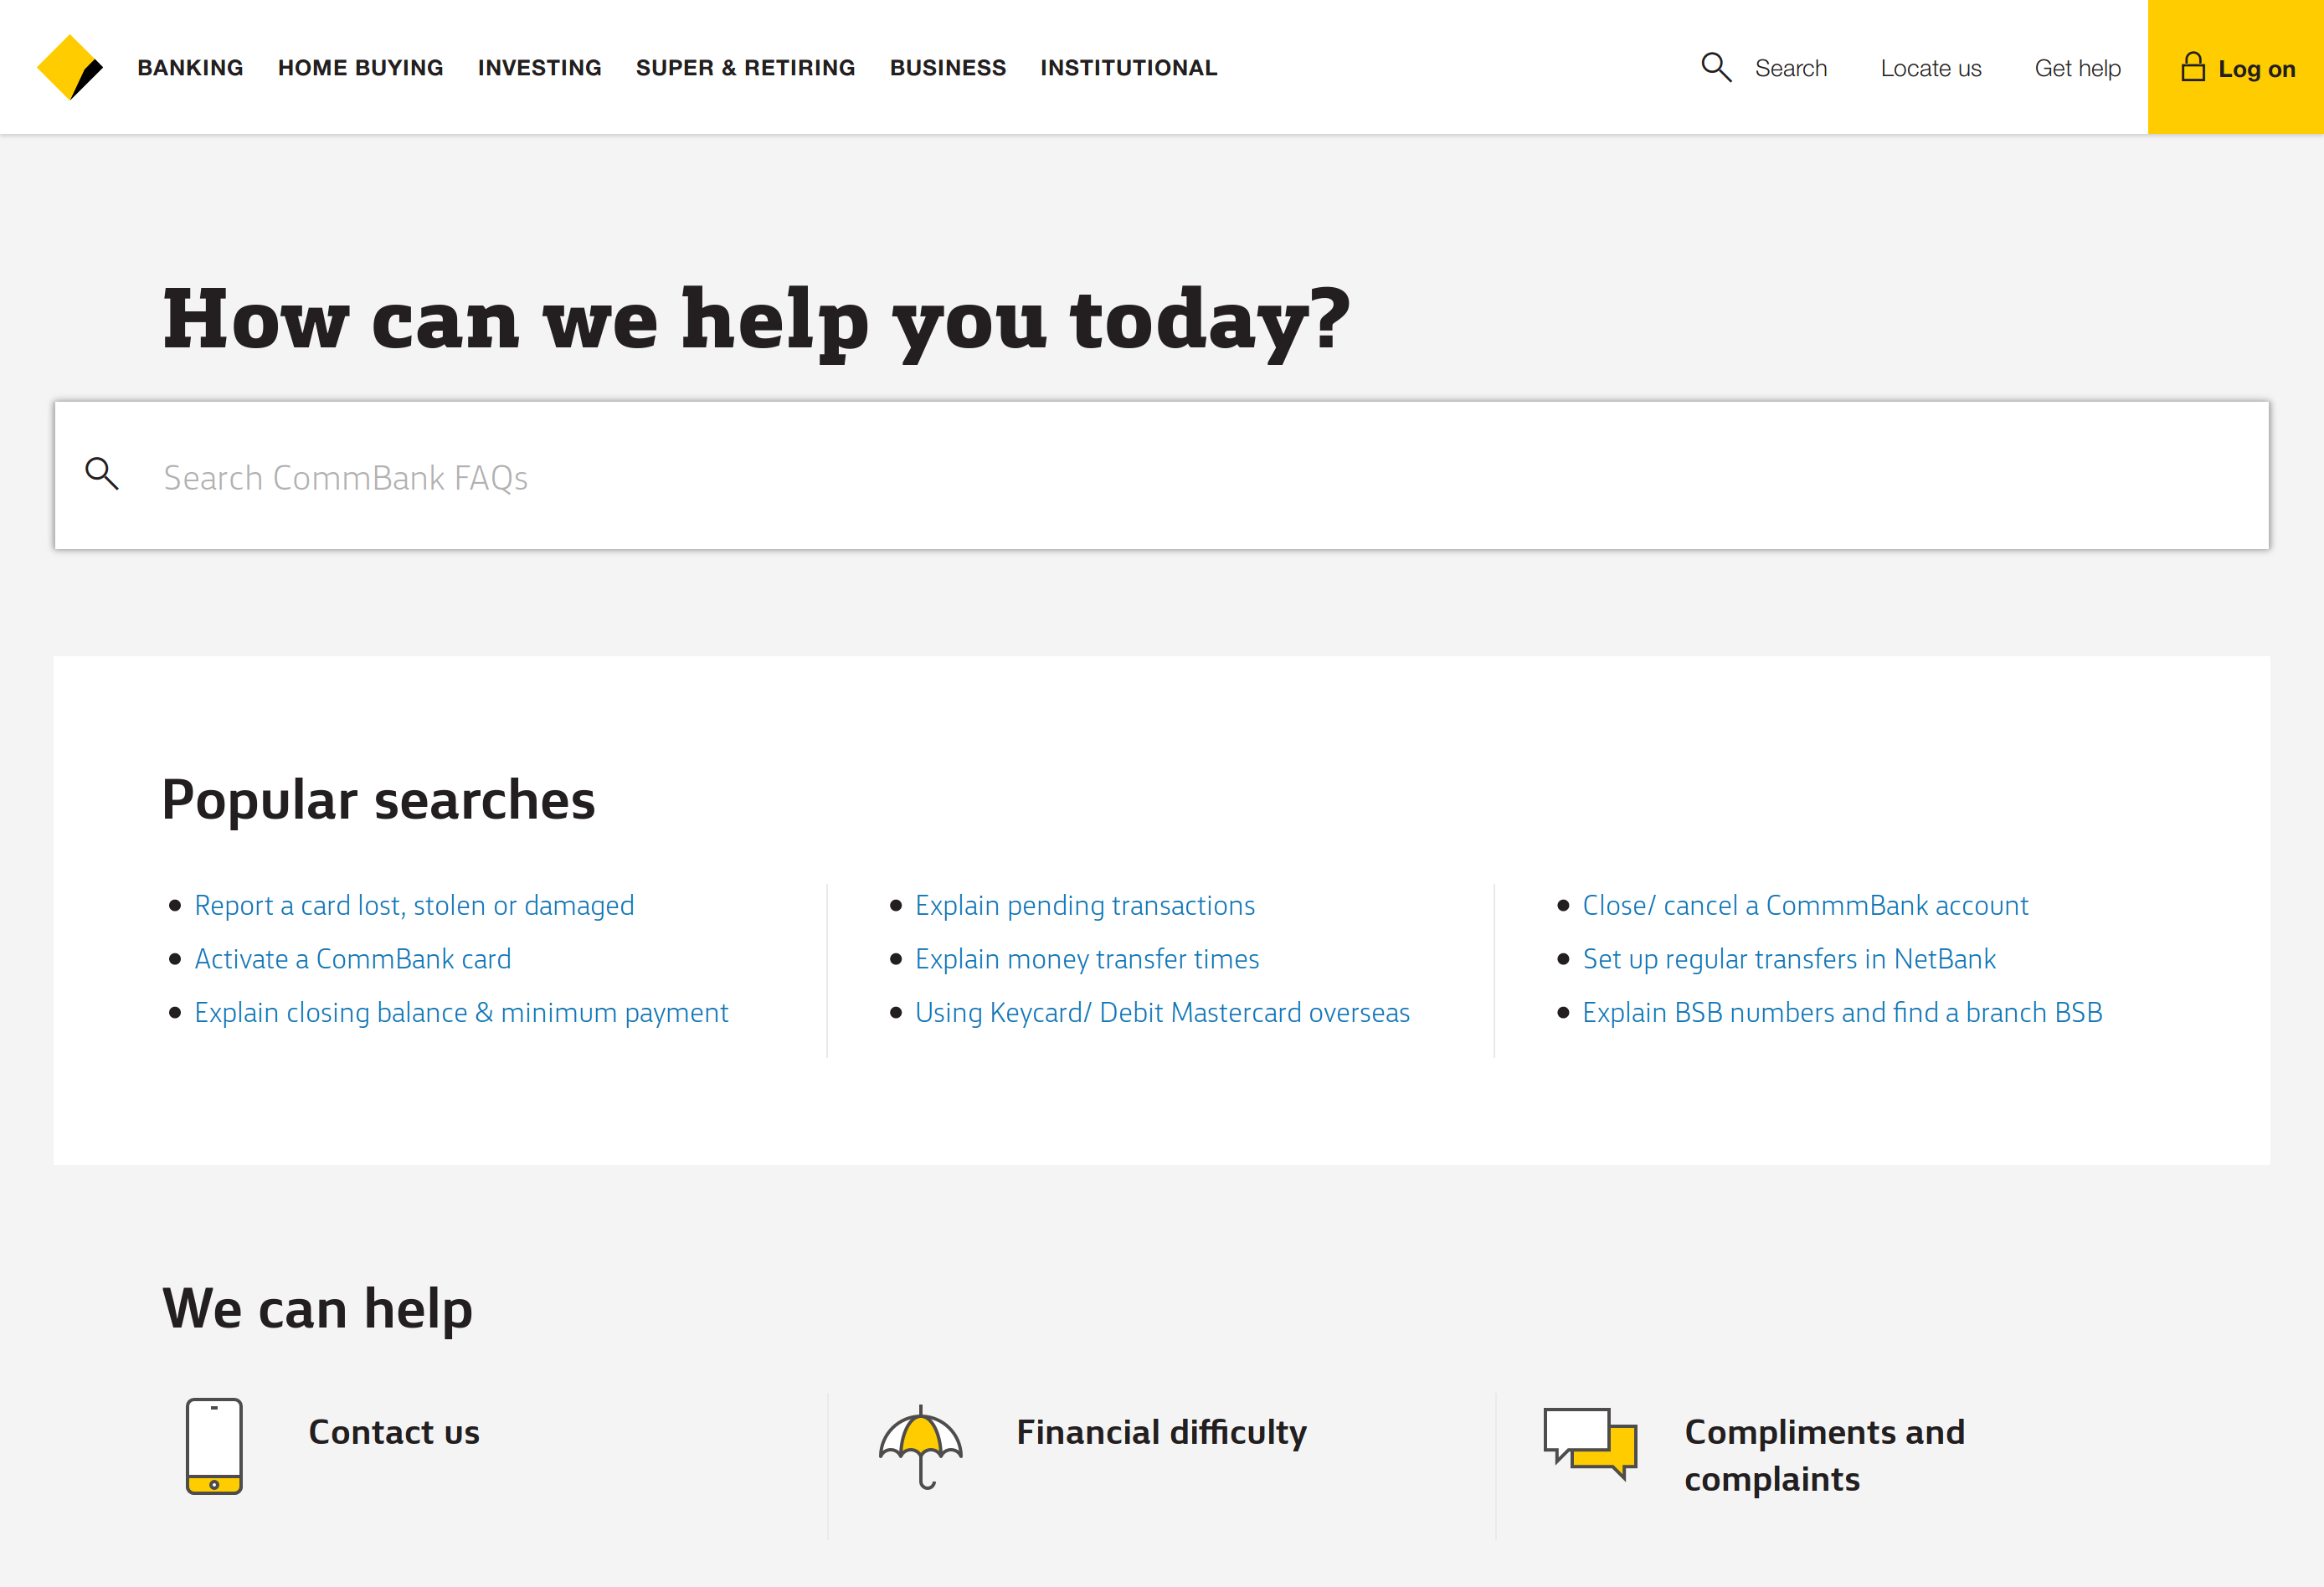 BANKING HOME BUYING INVESTING SUPER & RETIRING BUSINESS INSTITUTIONAL Search Locate us Get help Log on
How can we help you today?
Search CommBank FAQs
Popular searches
Report a card lost, stolen or damaged
Activate a CommBank card
Explain closing balance & minimum payment
Explain pending transactions
Explain money transfer times
Using Keycard/ Debit Mastercard overseas
Close/ cancel a CommmBank account
Set up regular transfers in NetBank
Explain BSB numbers and find a branch BSB
We can help
Contact us
Financial difficulty
Compliments and
complaints